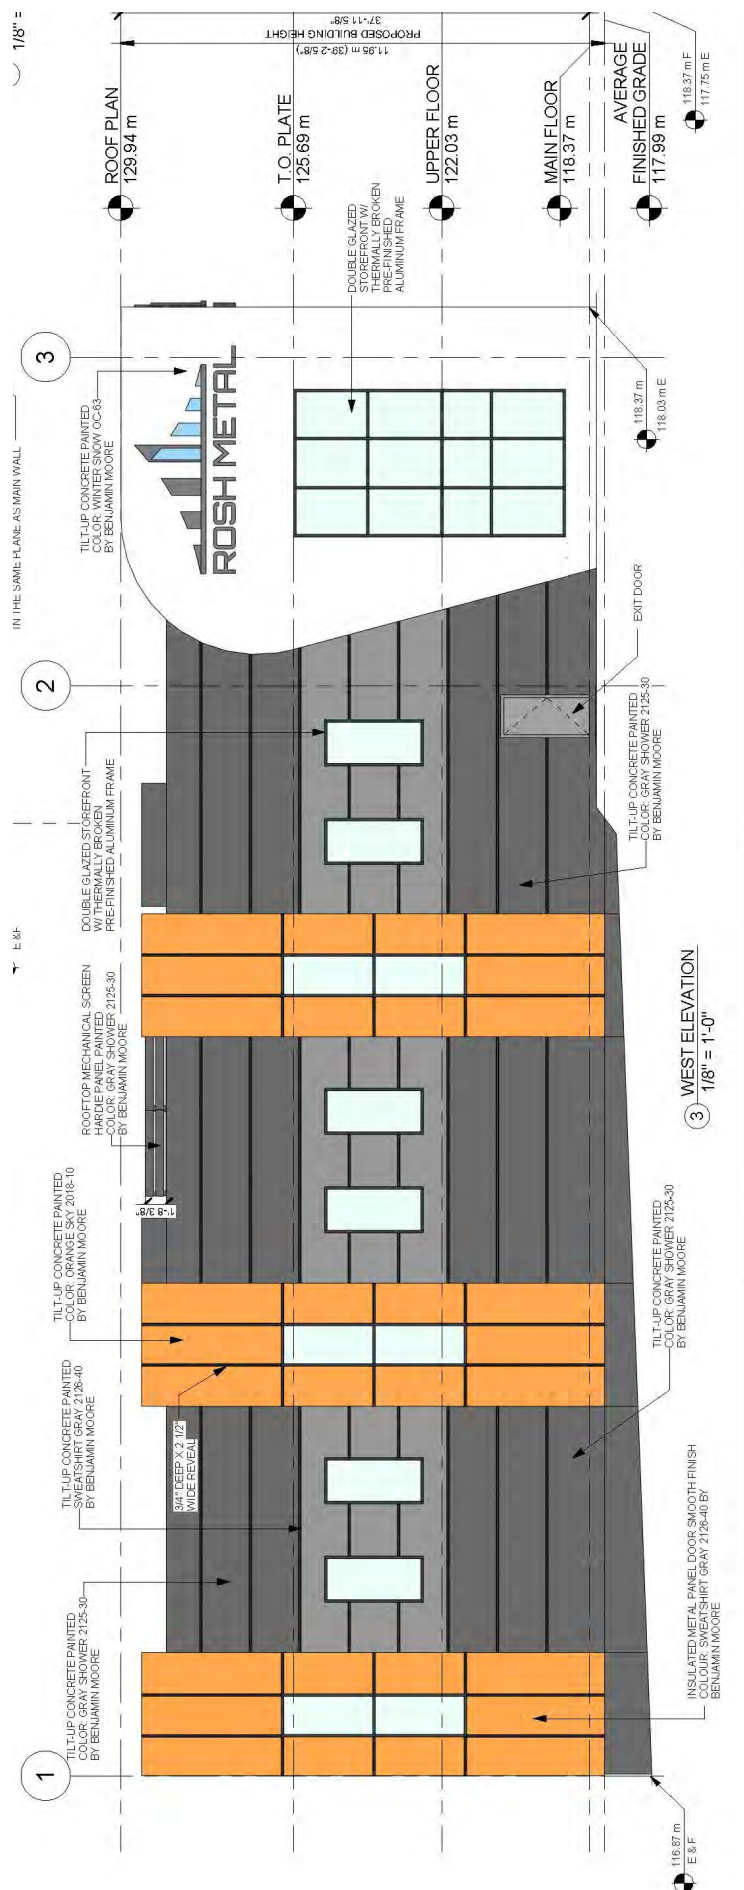 1/8" =
IN THE SAME PLANE AS MAIN WALL
E & F
1
2
3
TILT-UP CONCRETE PAINTED
COLOR: GRAY SHOWER 2125-30
BY BENJAMIN MOORE
TILT-UP CONCRETE PAINTED
SWEATSHIRT GRAY 2126-40
BY BENJAMIN MOORE
TILT-UP CONCRETE PAINTED
COLOR: ORANGE SKY 2018-10
BY BENJAMIN MOORE
3/4" DEEP X 2 1/2"
WIDE REVEAL
1'-8 3/8"
ROOFTOP MECHANICAL SCREEN
HARDIE PANEL PAINTED
COLOR: GRAY SHOWER 2125-30
BY BENJAMIN MOORE
DOUBLE GLAZED STOREFRONT
W/ THERMALLY BROKEN
PRE-FINISHED ALUMINUM FRAME
TILT-UP CONCRETE PAINTED
COLOR: WINTER SNOW OC-63
BY BENJAMIN MOORE
ROSH METAL
DOUBLE GLAZED
STOREFRONT W/
THERMALLY BROKEN
PRE-FINISHED
ALUMINUM FRAME
ROOF PLAN
129.94 m
T.O. PLATE
125.69 m
UPPER FLOOR
122.03 m
MAIN FLOOR
118.37 m
AVERAGE
FINISHED GRADE
117.99 m
11.95 m (39'-2 5/8")
PROPOSED BUILDING HEIGHT
37'-11 5/8"
118.37 m F
117.75 m E
118.37 m
118.03 m E
EXIT DOOR
TILT-UP CONCRETE PAINTED
COLOR: GRAY SHOWER 2125-30
BY BENJAMIN MOORE
TILT-UP CONCRETE PAINTED
COLOR: GRAY SHOWER 2125-30
BY BENJAMIN MOORE
INSULATED METAL PANEL DOOR SMOOTH FINISH
COLOUR: SWEATSHIRT GRAY 2126-40 BY
BENJAMIN MOORE
116.87 m
E & F
3
WEST ELEVATION
1/8" = 1'-0"